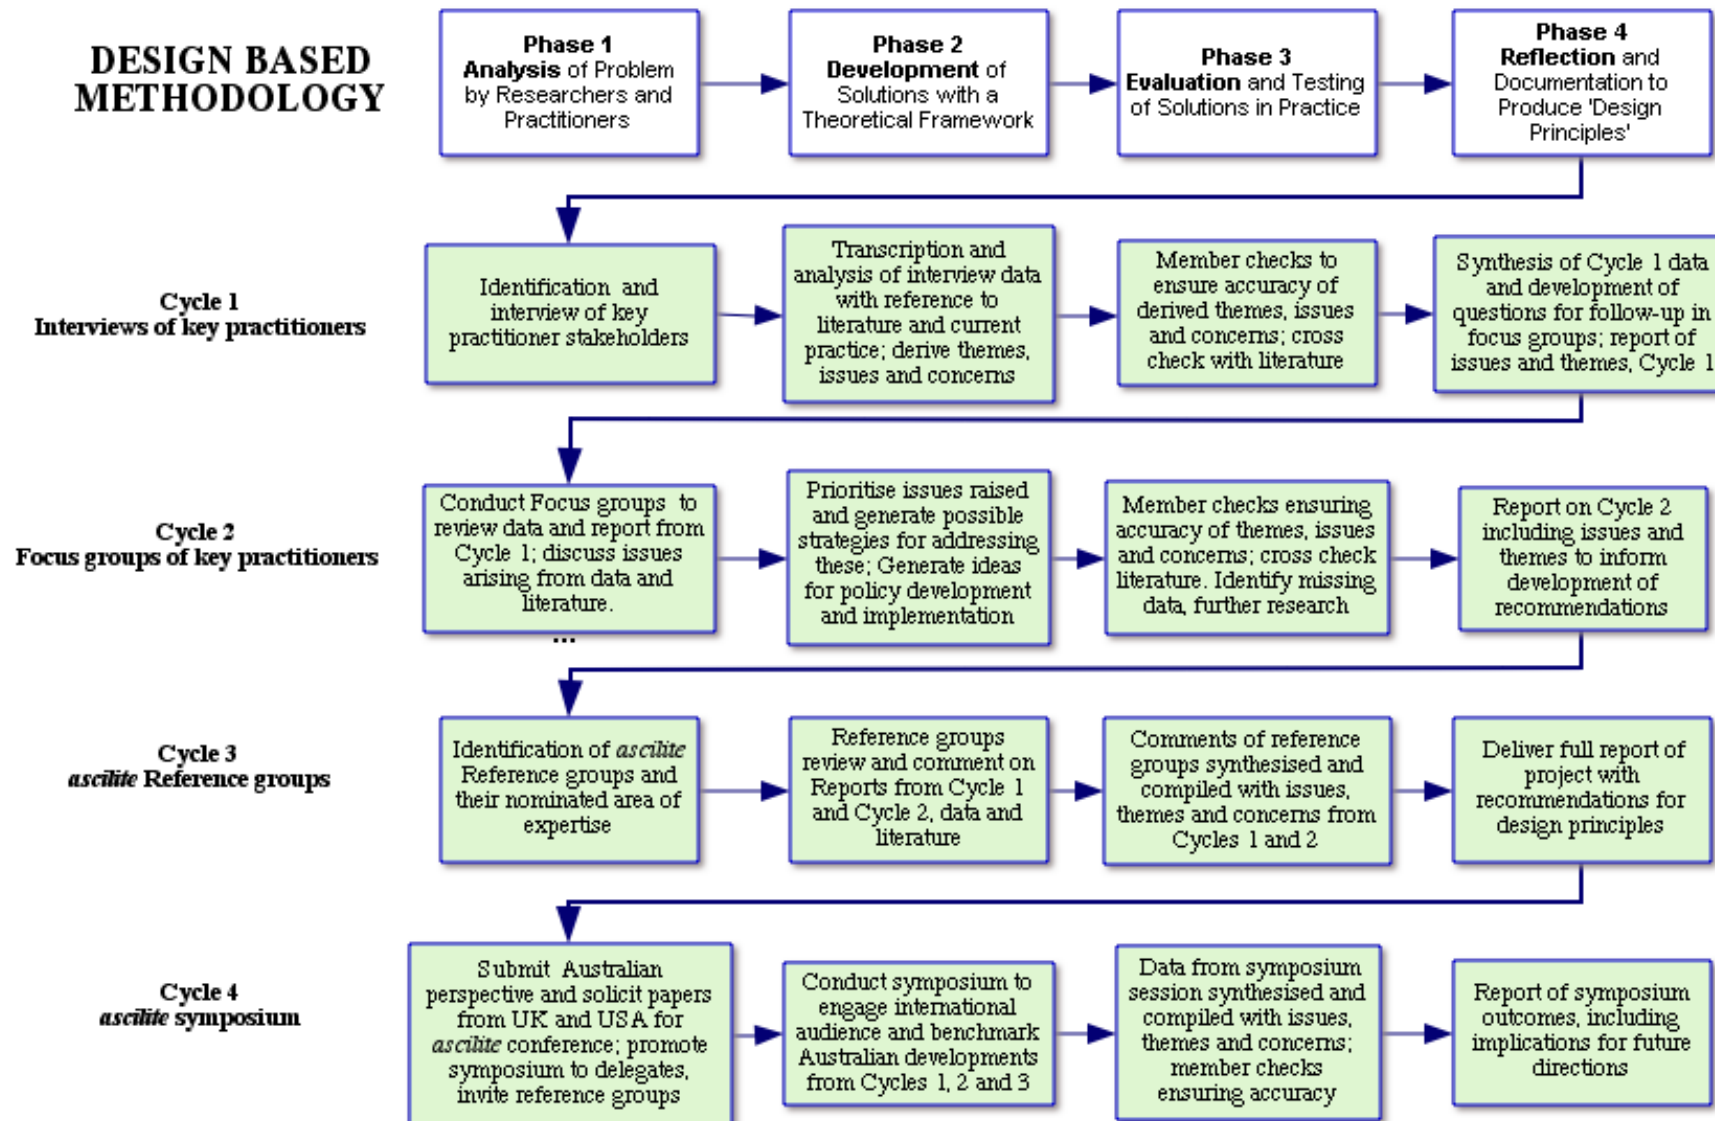 DESIGN BASED
METHODOLOGY
Phase 1
Analysis of Problem
by Researchers and
Practitioners
Phase 2
Development of
Solutions with a
Theoretical Framework
Phase 3
Evaluation and Testing
of Solutions in Practice
Phase 4
Reflection and
Documentation to
Produce 'Design
Principles'
Cycle 1
Interviews of key practitioners
Identification and
interview of key
practitioner stakeholders
Transcription and
analysis of interview data
with reference to
literature and current
practice; derive themes,
issues and concerns
Member checks to
ensure accuracy of
derived themes, issues
and concerns; cross
check with literature
Synthesis of Cycle 1 data
and development of
questions for follow-up in
focus groups; report of
issues and themes, Cycle 1
Cycle 2
Focus groups of key practitioners
Conduct Focus groups to
review data and report from
Cycle 1; discuss issues
arising from data and
literature.
...
Prioritise issues raised
and generate possible
strategies for addressing
these; Generate ideas
for policy development
and implementation
Member checks ensuring
accuracy of themes, issues
and concerns; cross check
literature. Identify missing
data, further research
Report on Cycle 2
including issues and
themes to inform
development of
recommendations
Cycle 3
ascilite Reference groups
Identification of ascilite
Reference groups and
their nominated area of
expertise
Reference groups
review and comment on
Reports from Cycle 1
and Cycle 2, data and
literature
Comments of reference
groups synthesised and
compiled with issues,
themes and concerns from
Cycles 1 and 2
Deliver full report of
project with
recommendations for
design principles
Cycle 4
ascilite symposium
Submit Australian
perspective and solicit papers
from UK and USA for
ascilite conference; promote
symposium to delegates,
invite reference groups
Conduct symposium to
engage international
audience and benchmark
Australian developments
from Cycles 1, 2 and 3
Data from symposium
session synthesised and
compiled with issues,
themes and concerns;
member checks
ensuring accuracy
Report of symposium
outcomes, including
implications for future
directions